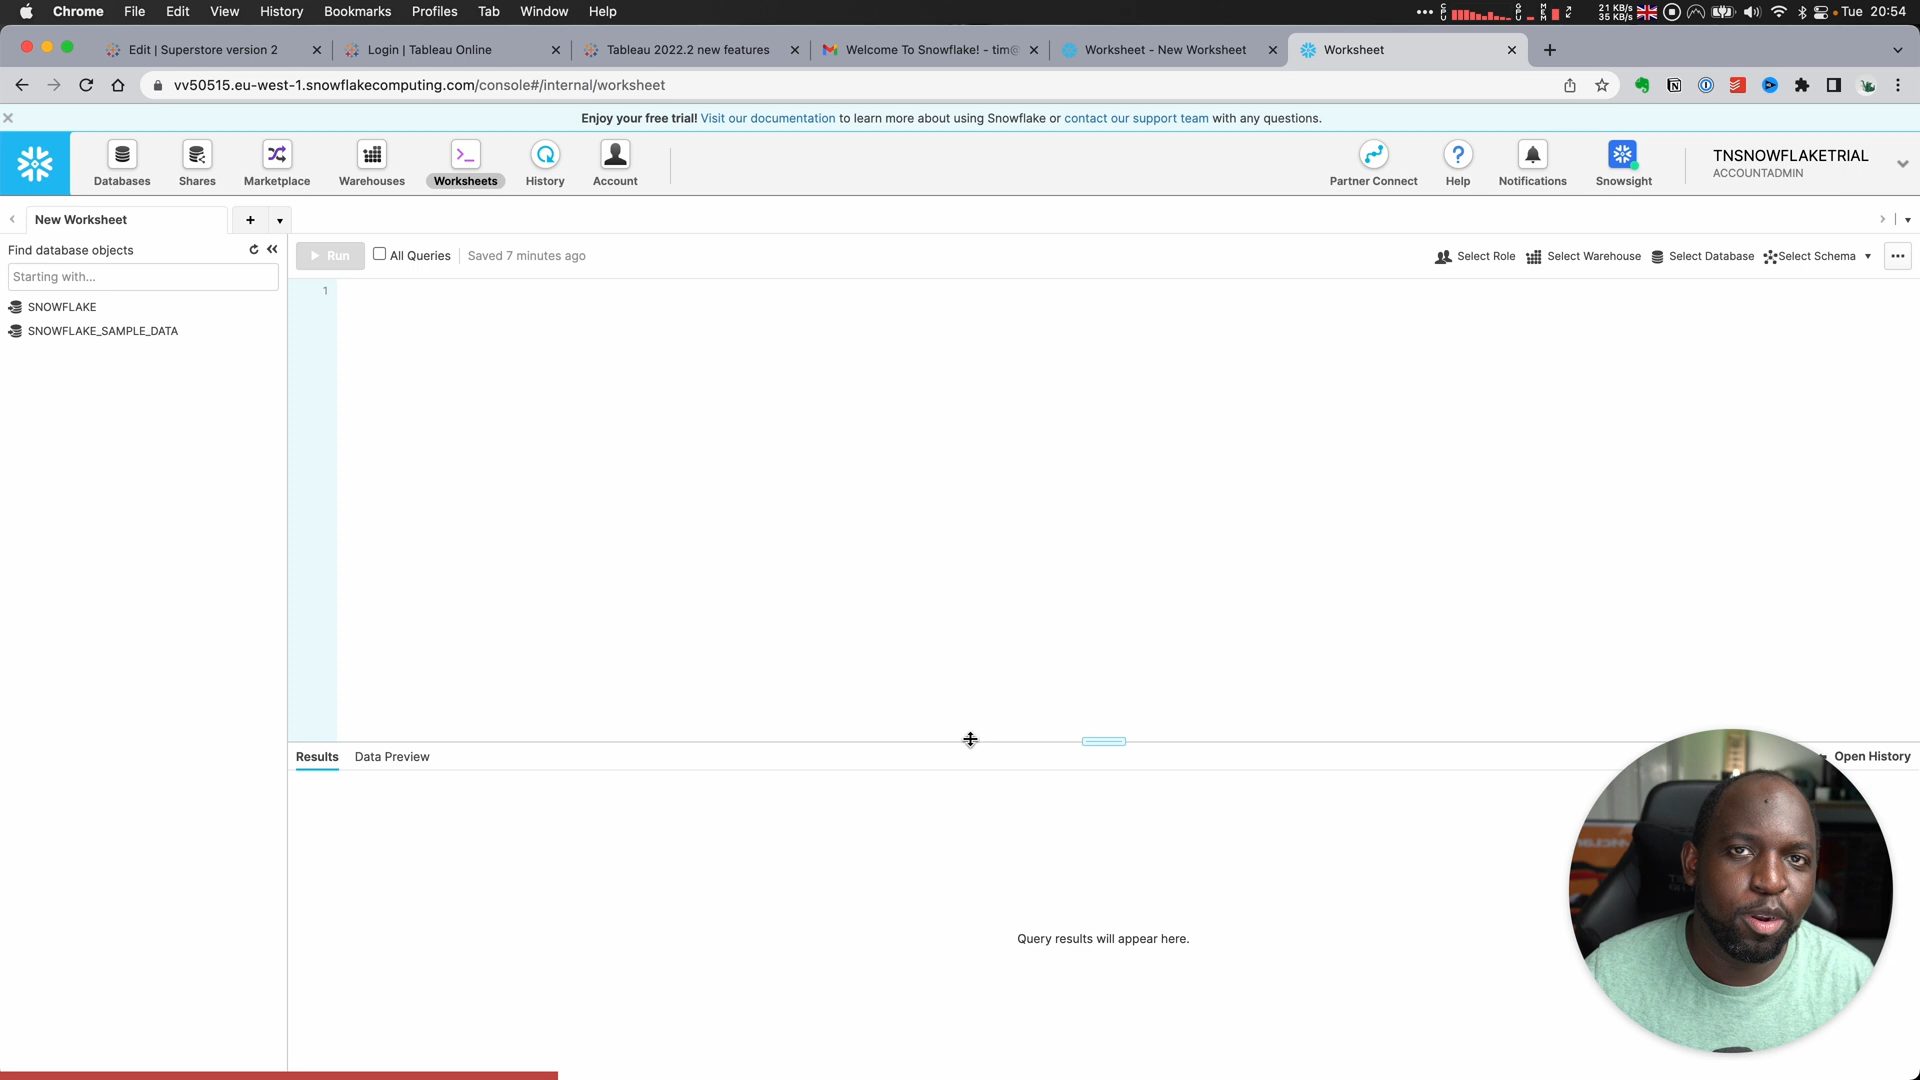 Chrome File Edit View History Bookmarks Profiles Tab Window Help
21 KB/s
35 KB/s
Tue 20:54
Edit | Superstore version 2
Login | Tableau Online
Tableau 2022.2 new features
Welcome To Snowflake! - tim@
Worksheet - New Worksheet
Worksheet
vv50515.eu-west-1.snowflakecomputing.com/console#/internal/worksheet
Enjoy your free trial! Visit our documentation to learn more about using Snowflake or contact our support team with any questions.
Databases
Shares
Marketplace
Warehouses
Worksheets
History
Account
Partner Connect
Help
Notifications
Snowsight
TNSNOWFLAKETRIAL
ACCOUNTADMIN
New Worksheet
Find database objects
Starting with...
SNOWFLAKE
SNOWFLAKE_SAMPLE_DATA
Run
All Queries
Saved 7 minutes ago
Select Role
Select Warehouse
Select Database
Select Schema
1
Results
Data Preview
Open History
Query results will appear here.